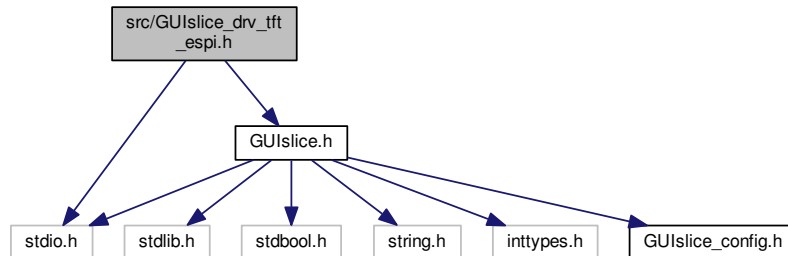 src/GUIslice_drv_tft
_espi.h
GUIslice.h
stdio.h
stdlib.h
stdbool.h
string.h
inttypes.h
GUIslice_config.h